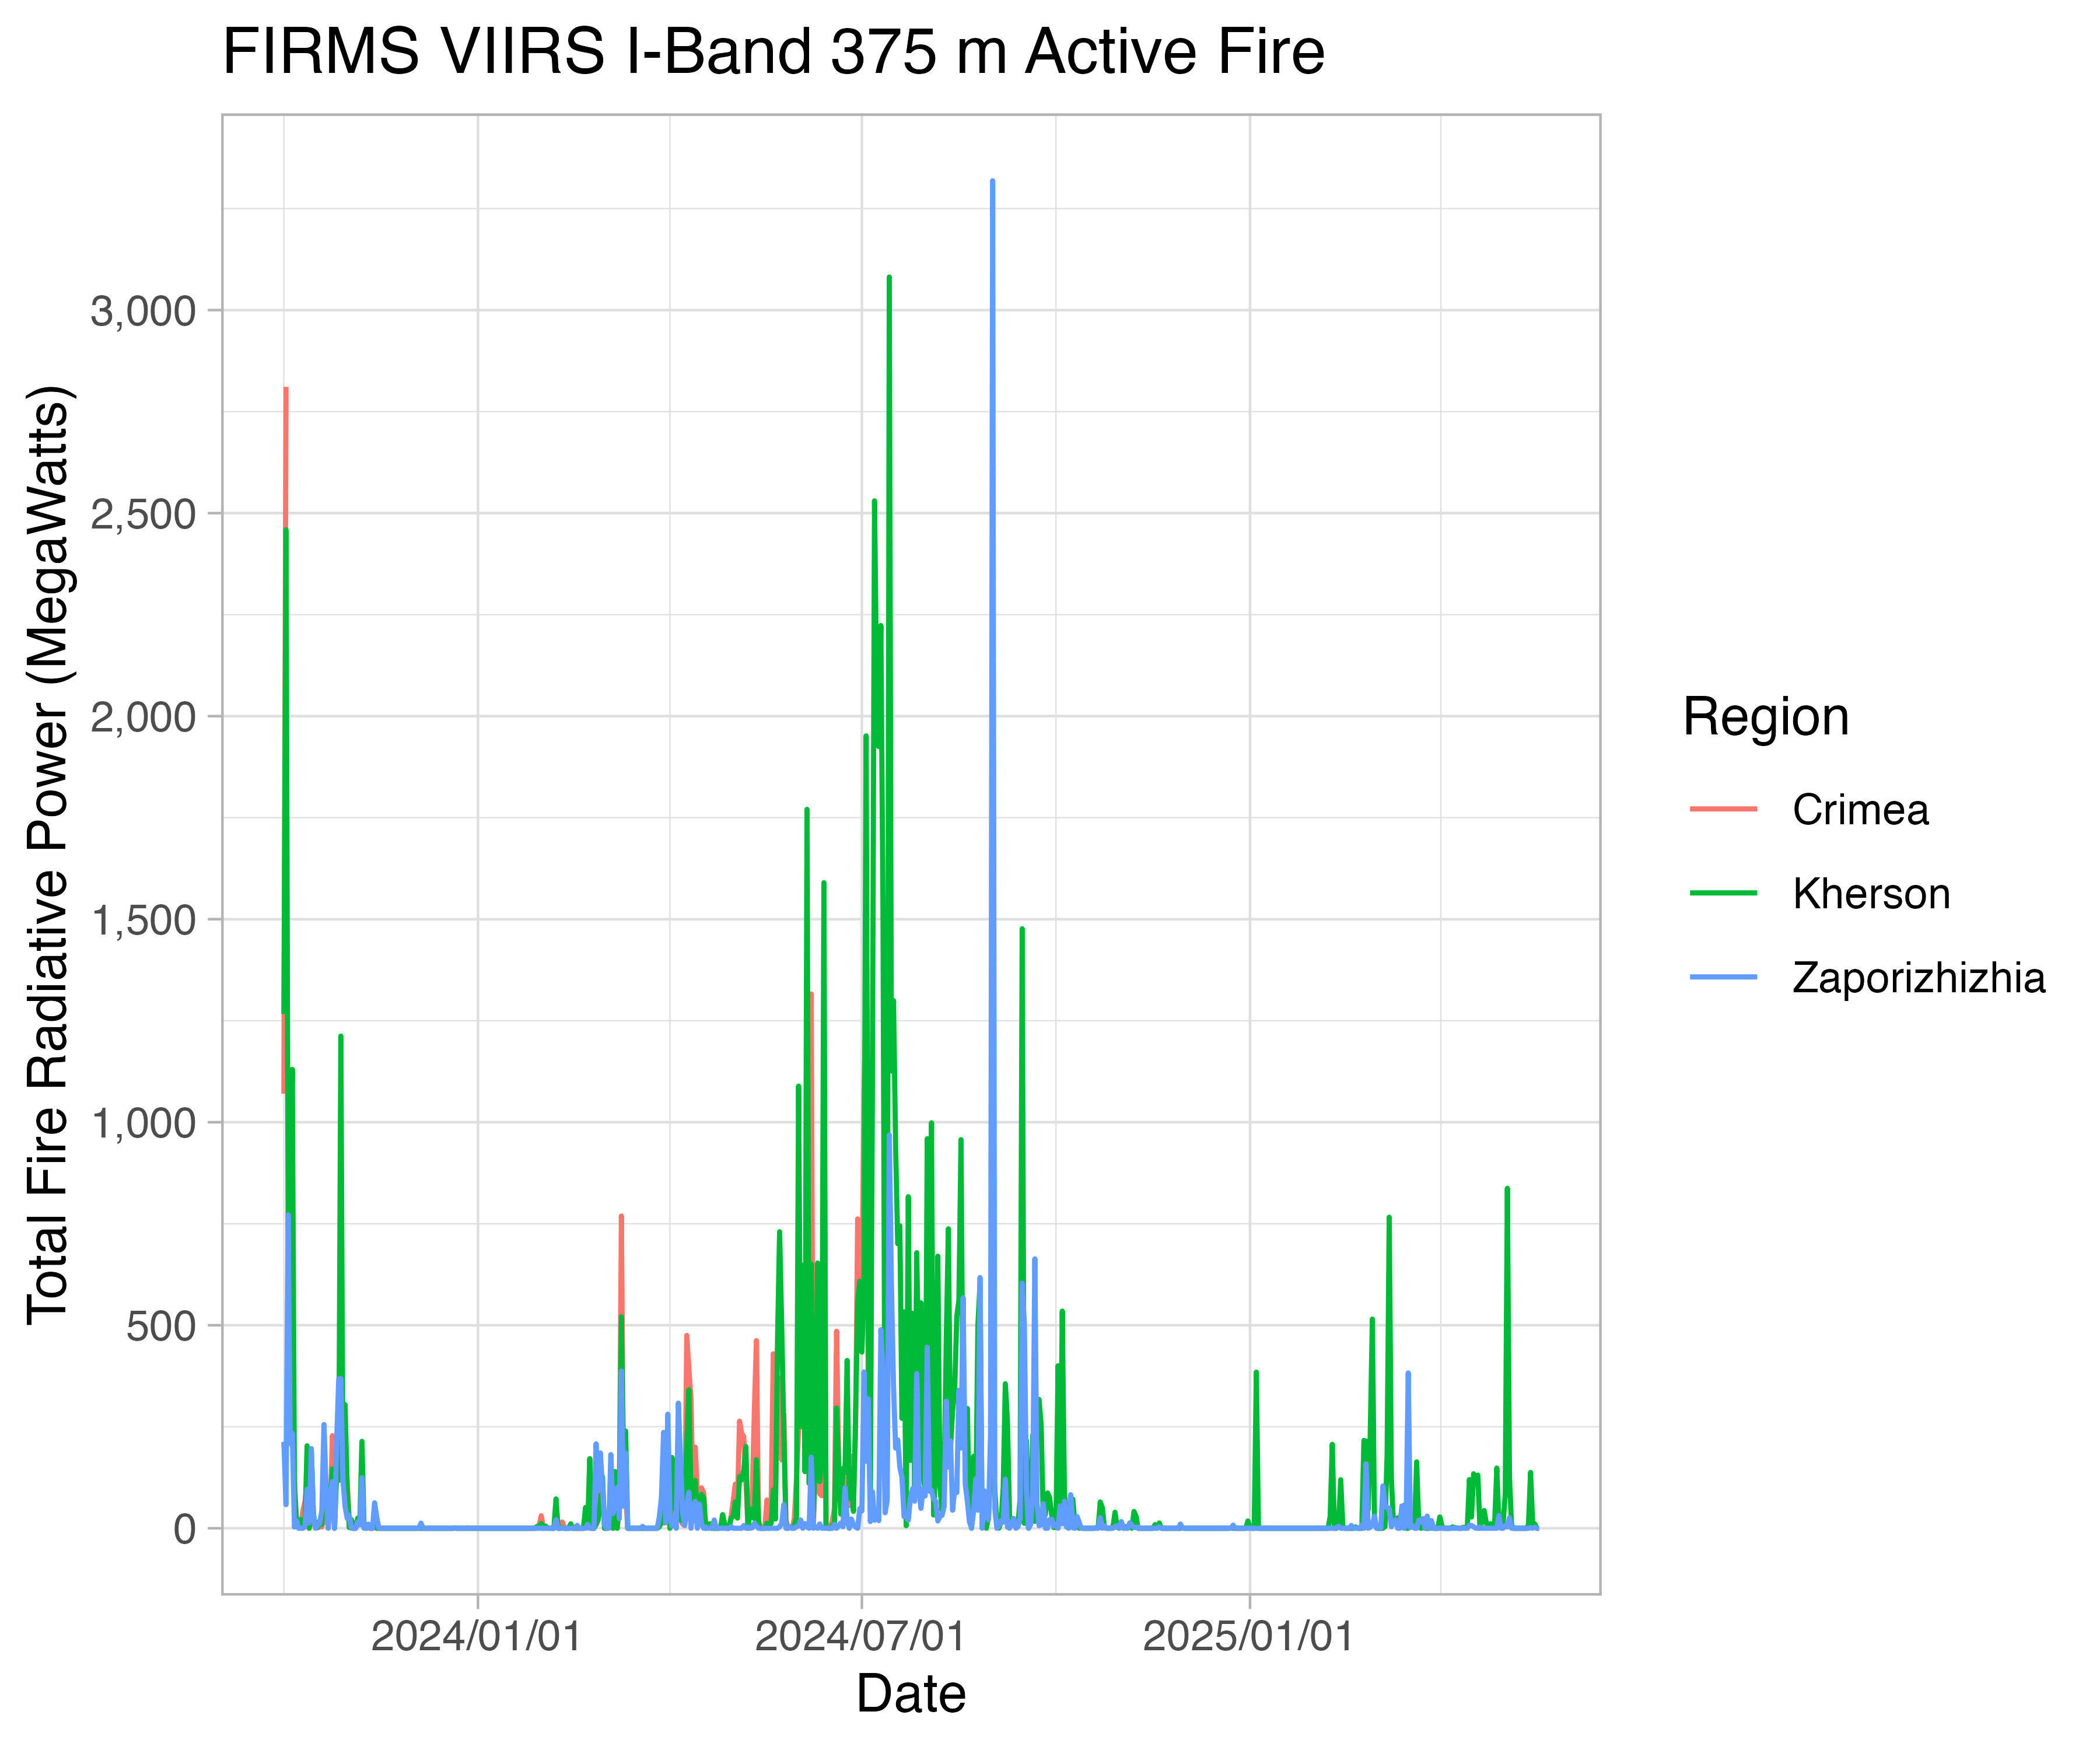 FIRMS VIIRS I-Band 375 m Active Fire
Total Fire Radiative Power (MegaWatts)
3,000
2,500
2,000
1,500
1,000
500
0
2024/01/01
2024/07/01
2025/01/01
Date
Region
Crimea
Kherson
Zaporizhizhia